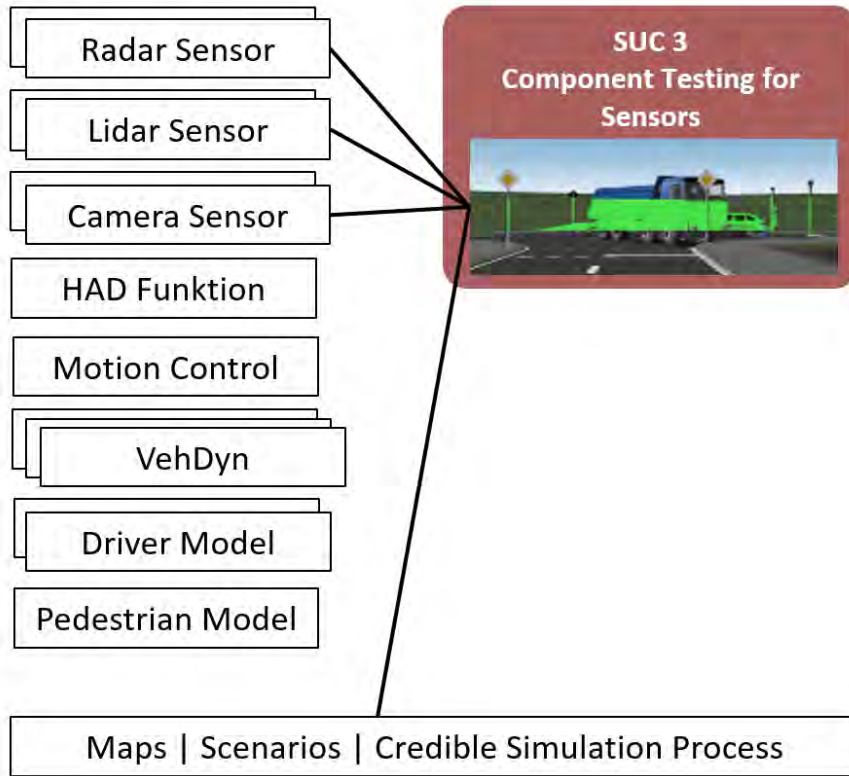 Radar Sensor
Lidar Sensor
Camera Sensor
HAD Funktion
Motion Control
VehDyn
Driver Model
Pedestrian Model
Maps | Scenarios | Credible Simulation Process
SUC 3
Component Testing for
Sensors